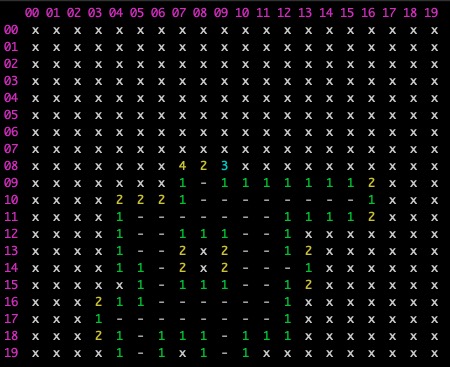 00 01 02 03 04 05 06 07 08 09 10 11 12 13 14 15 16 17 18 19
00 x x x x x x x x x x x x x x x x x x x x
01 x x x x x x x x x x x x x x x x x x x x
02 x x x x x x x x x x x x x x x x x x x x
03 x x x x x x x x x x x x x x x x x x x x
04 x x x x x x x x x x x x x x x x x x x x
05 x x x x x x x x x x x x x x x x x x x x
06 x x x x x x x x x x x x x x x x x x x x
07 x x x x x x x x x x x x x x x x x x x x
08 x x x x x x x 4 2 3 x x x x x x x x x x
09 x x x x x x x 1 - 1 1 1 1 1 1 1 2 x x x
10 x x x x 2 2 2 1 - - - - - - - - 1 x x x
11 x x x x 1 - - - - - - - 1 1 1 1 2 x x x
12 x x x x 1 - - 1 1 1 - - 1 x x x x x x x
13 x x x x 1 - - 2 x 2 - - 1 2 x x x x x x
14 x x x x 1 1 - 2 x 2 - - - 1 x x x x x x
15 x x x x x 1 - 1 1 1 - - 1 2 x x x x x x
16 x x x 2 1 1 - - - - - - 1 x x x x x x x
17 x x x 1 - - - - - - - - 1 x x x x x x x
18 x x x 2 1 - 1 1 1 - 1 1 1 x x x x x x x
19 x x x x 1 - 1 x 1 - 1 x x x x x x x x x